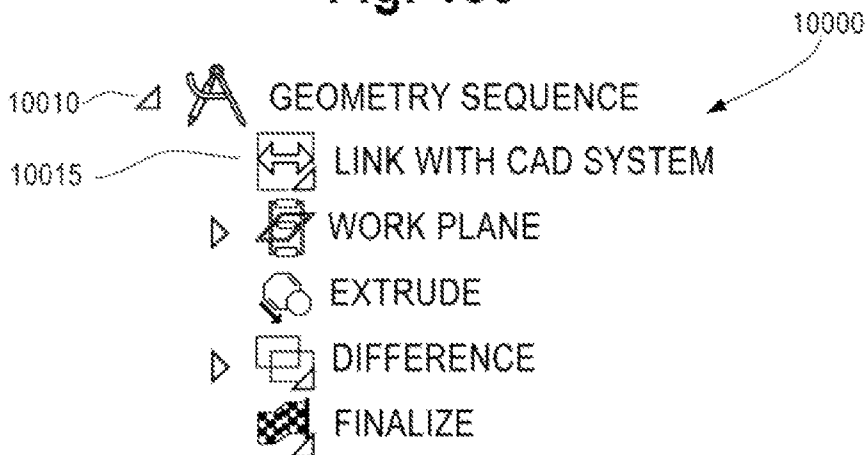 10000
10010 GEOMETRY SEQUENCE
10015 LINK WITH CAD SYSTEM
WORK PLANE
EXTRUDE
DIFFERENCE
FINALIZE